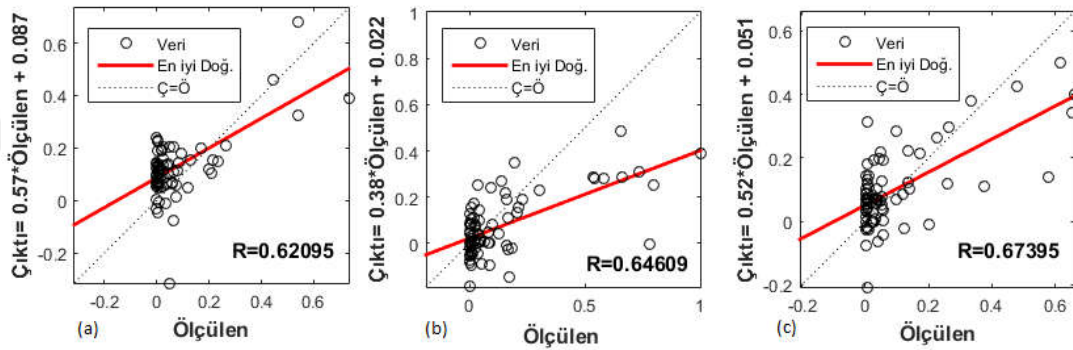 Çıktı= 0.57*Ölçülen + 0.087
0.6
0.4
0.2
0
-0.2
Veri
En iyi Doğ.
Ç=Ö
R=0.62095
-0.2 0 0.2 0.4 0.6
(a) Ölçülen
Çıktı= 0.38*Ölçülen + 0.022
1
0.8
0.6
0.4
0.2
0
Veri
En iyi Doğ.
Ç=Ö
R=0.64609
0 0.5 1
(b) Ölçülen
Çıktı= 0.52*Ölçülen + 0.051
0.6
0.4
0.2
0
-0.2
Veri
En iyi Doğ.
Ç=Ö
R=0.67395
-0.2 0 0.2 0.4 0.6
(c) Ölçülen